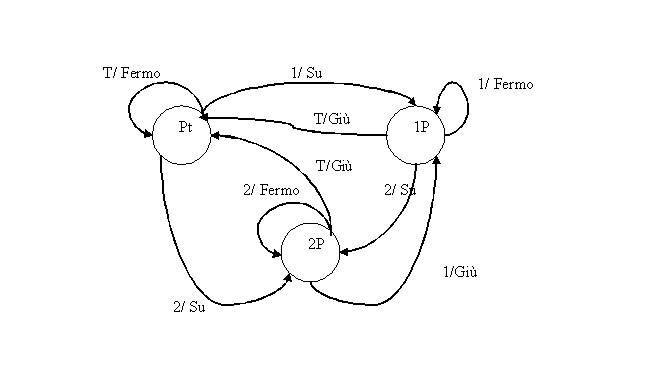 T/ Fermo
1/ Su
1/ Fermo
Pt
T/Giù
1P
T/Giù
2/ Fermo
2/ Su
2P
1/Giù
2/ Su